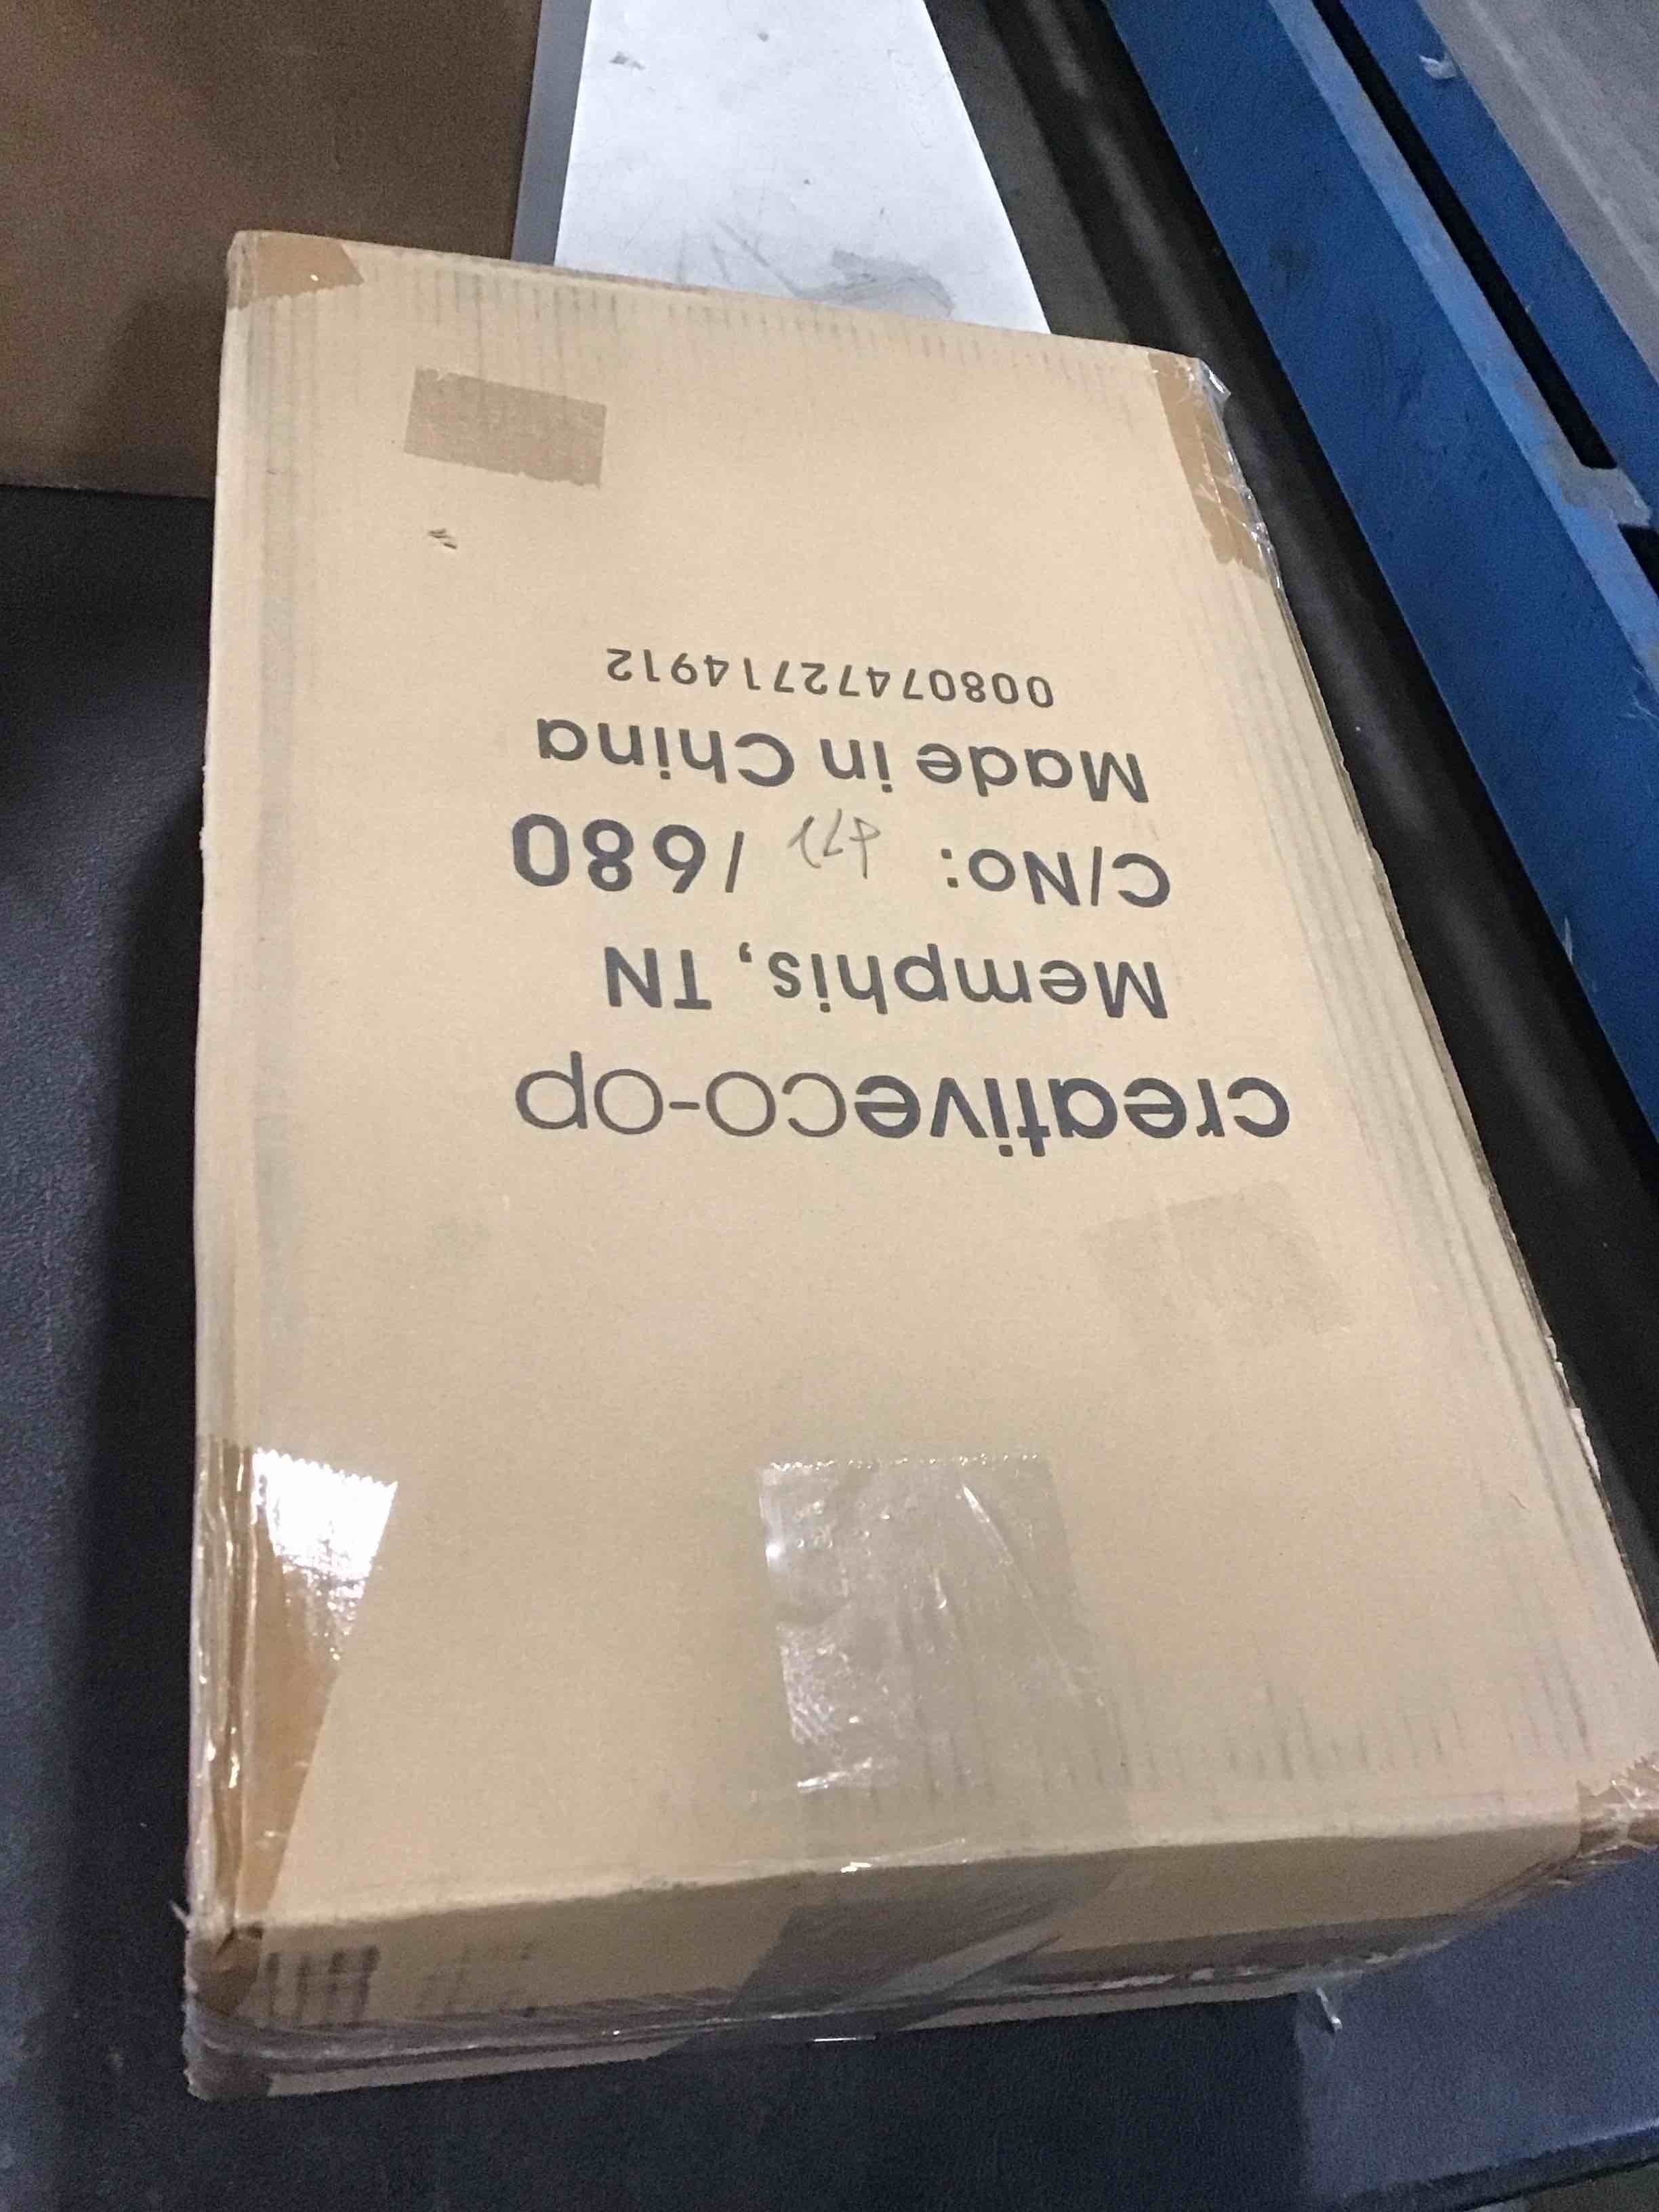 creativeco-op
Memphis, TN
C/No: /680
Made in China
00807472714912